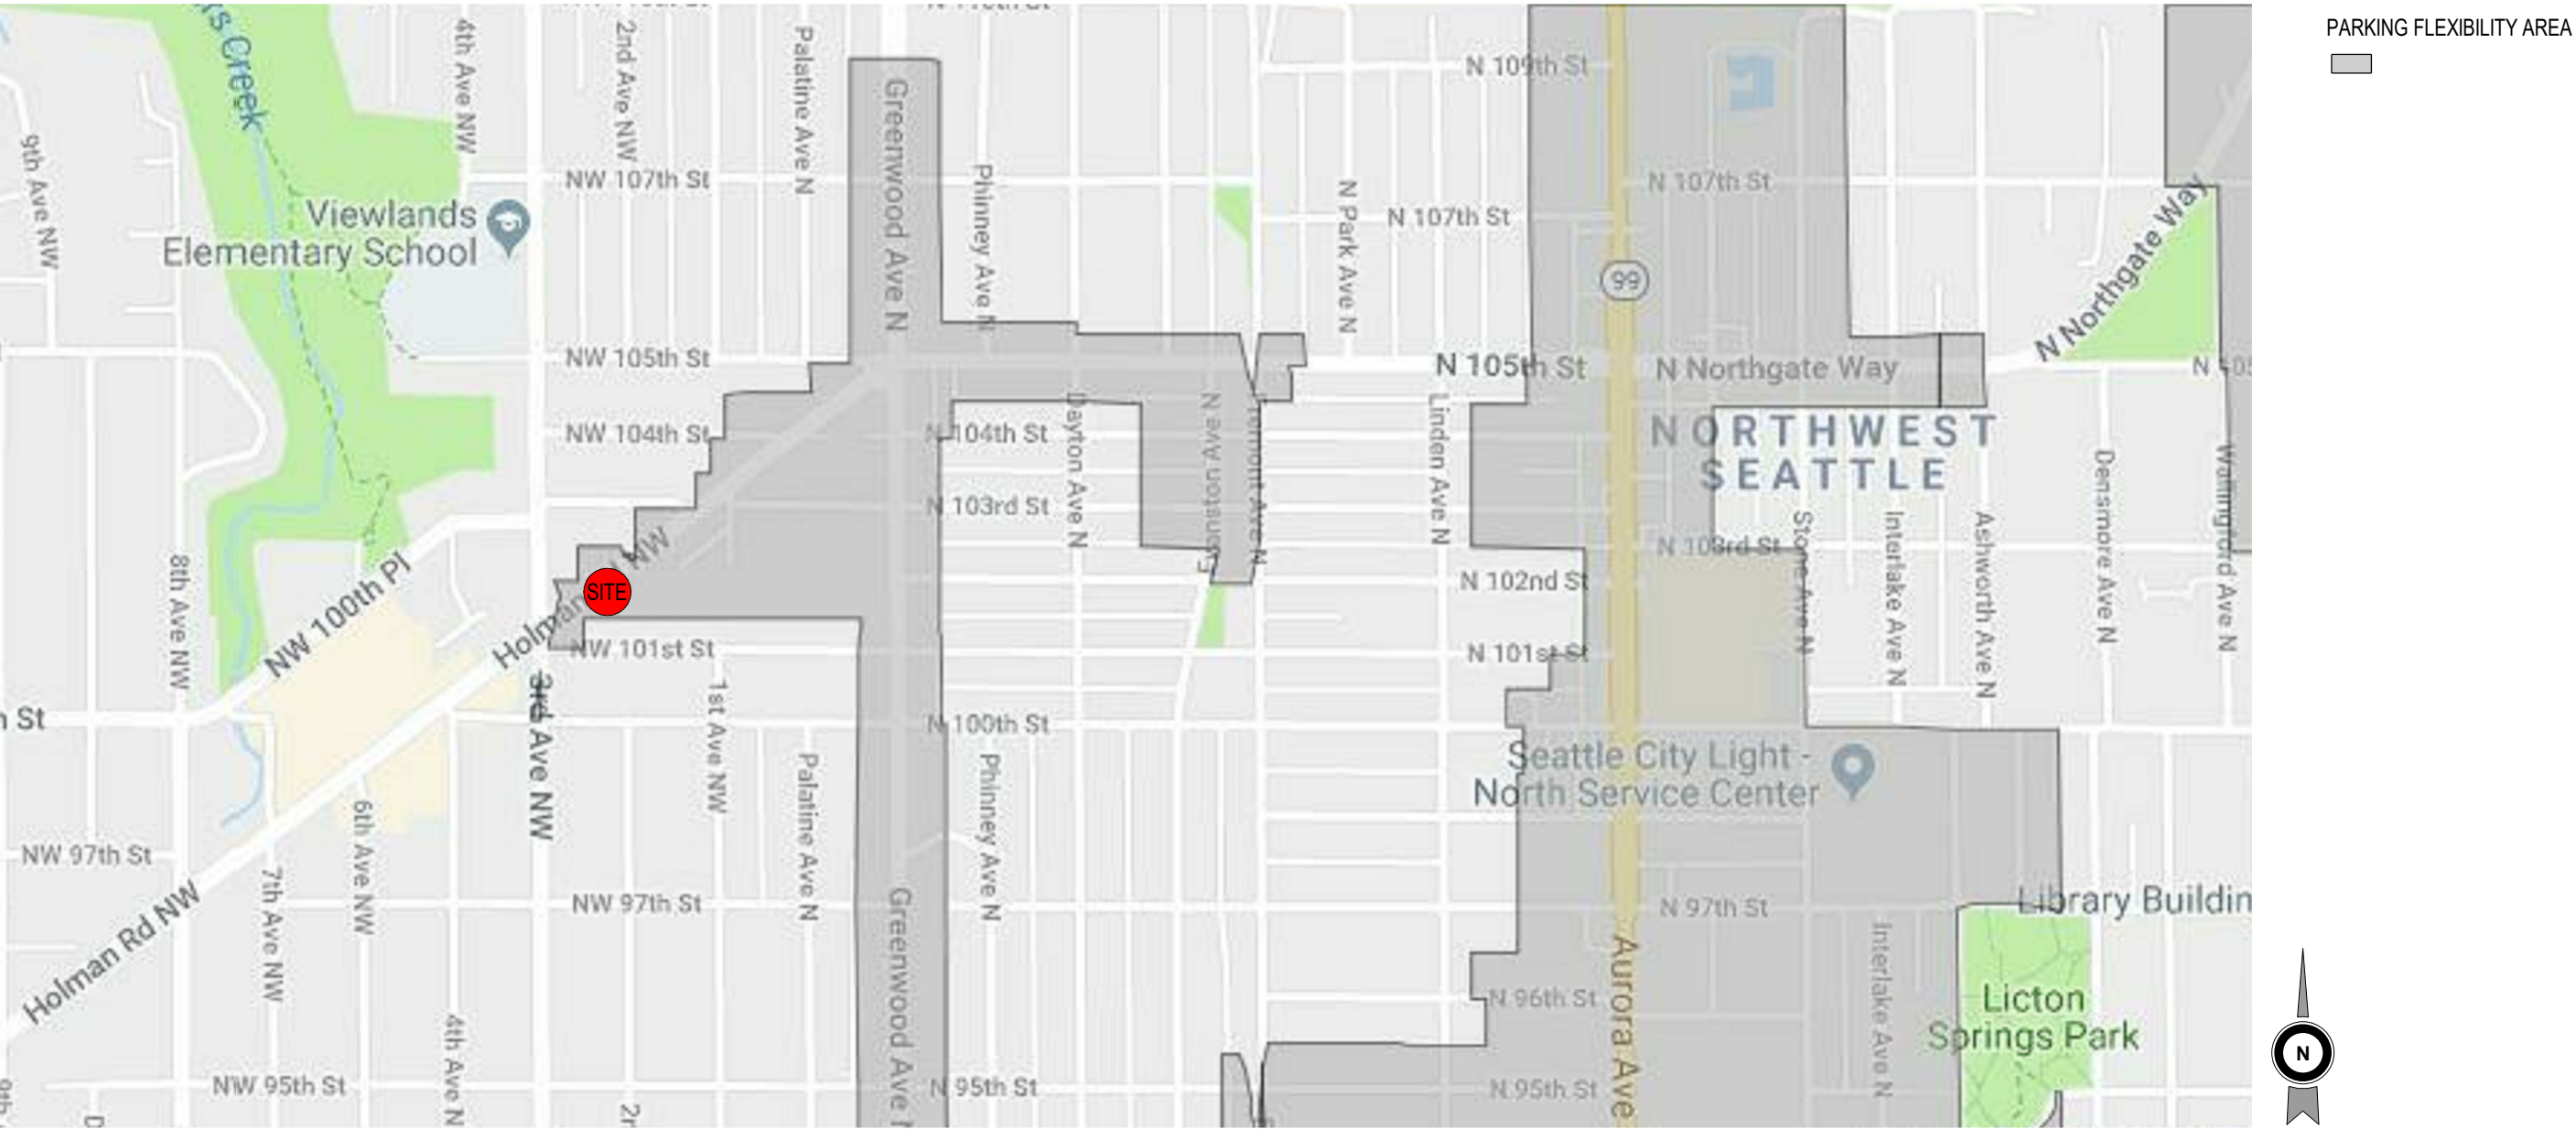 PARKING FLEXIBILITY AREA
Creek
4th Ave NW
2nd Ave NW
Palatine Ave N
Greenwood Ave N
N 109th St
9th Ave NW
Viewlands
Elementary School
NW 107th St
Phinney Ave N
N Park Ave N
N 107th St
N 107th St
99
N Northgate Way
NW 105th St
N 105th St
N Northgate Way
NW 104th St
N 104th St
Dayton Ave N
Linden Ave N
NORTHWEST
SEATTLE
N 103rd St
N 103rd St
Stone Ave N
Interlake Ave N
Ashworth Ave N
Densmore Ave N
Wallingford Ave N
8th Ave NW
NW 100th Pl
SITE
N 102nd St
NW 101st St
N 101st St
3rd Ave NW
1st Ave NW
h St
N 100th St
Palatine Ave N
Phinney Ave N
Seattle City Light -
North Service Center
6th Ave NW
NW 97th St
7th Ave NW
NW 97th St
N 97th St
Library Buildin
Holman Rd NW
Greenwood Ave N
Aurora Ave
Interlake Ave N
N 96th St
Licton
Springs Park
4th Ave N
NW 95th St
N 95th St
N 95th St
N